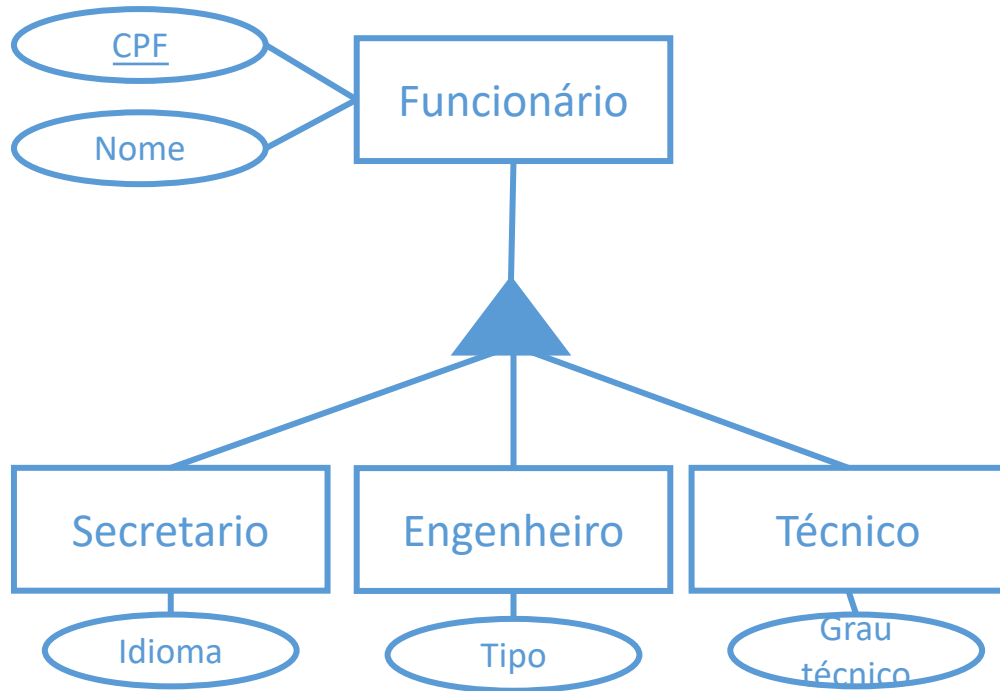 CPF
Funcionário
Nome
Secretario
Engenheiro
Técnico
Idioma
Tipo
Grau
técnico